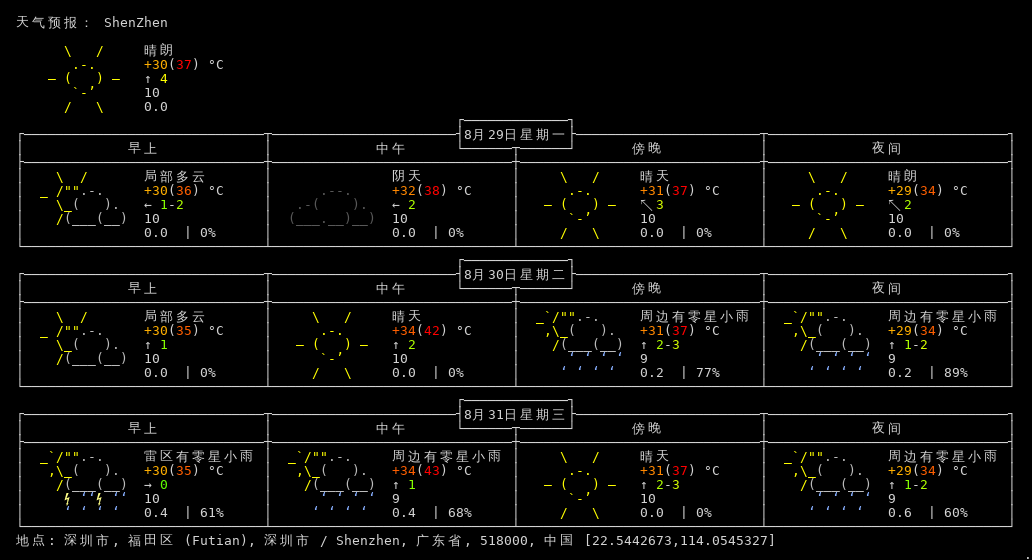 天气预报： ShenZhen
晴朗
+30(37) °C
↑ 4
10
0.0
8月29日星期一
早上 中午 傍晚 夜间
局部多云 阴天 晴天 晴朗
+30(36) °C +32(38) °C +31(37) °C +29(34) °C
← 1-2 ← 2 ↖ 3 ↖ 2
10 10 10 10
0.0 | 0% 0.0 | 0% 0.0 | 0% 0.0 | 0%
8月30日星期二
早上 中午 傍晚 夜间
局部多云 晴天 周边有零星小雨 周边有零星小雨
+30(35) °C +34(42) °C +31(37) °C +29(34) °C
↑ 1 ↑ 2 ↑ 2-3 ↑ 1-2
10 10 9 9
0.0 | 0% 0.0 | 0% 0.2 | 77% 0.2 | 89%
8月31日星期三
早上 中午 傍晚 夜间
雷区有零星小雨 周边有零星小雨 晴天 周边有零星小雨
+30(35) °C +34(43) °C +31(37) °C +29(34) °C
→ 0 ↑ 1 ↑ 2-3 ↑ 1-2
10 9 10 9
0.4 | 61% 0.4 | 68% 0.0 | 0% 0.6 | 60%
地点: 深圳市, 福田区 (Futian), 深圳市 / Shenzhen, 广东省, 518000, 中国 [22.5442673,114.0545327]